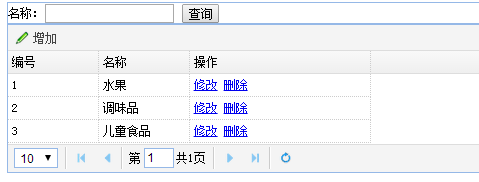 名称： 查询
增加
编号 名称 操作
1 水果 修改 删除
2 调味品 修改 删除
3 儿童食品 修改 删除
10 第 1 共1页